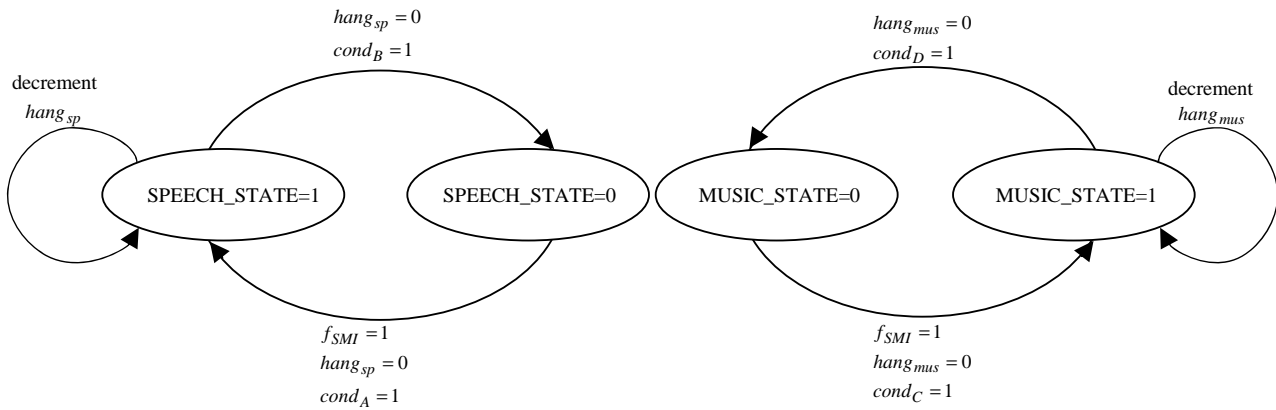 hang_sp = 0
cond_B = 1
hang_mus = 0
cond_D = 1
decrement
hang_sp
decrement
hang_mus
SPEECH_STATE=1
SPEECH_STATE=0
MUSIC_STATE=0
MUSIC_STATE=1
f_SMI = 1
hang_sp = 0
cond_A = 1
f_SMI = 1
hang_mus = 0
cond_C = 1